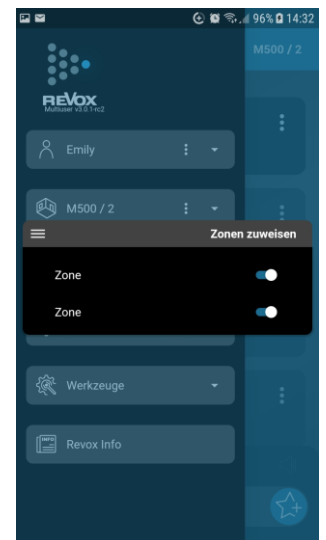 96% 14:32
M500 / 2
REVOX
Multiuser v3.0.1-rc2
Emily
M500 / 2
Zonen zuweisen
Zone
Zone
Werkzeuge
INFO
Revox Info